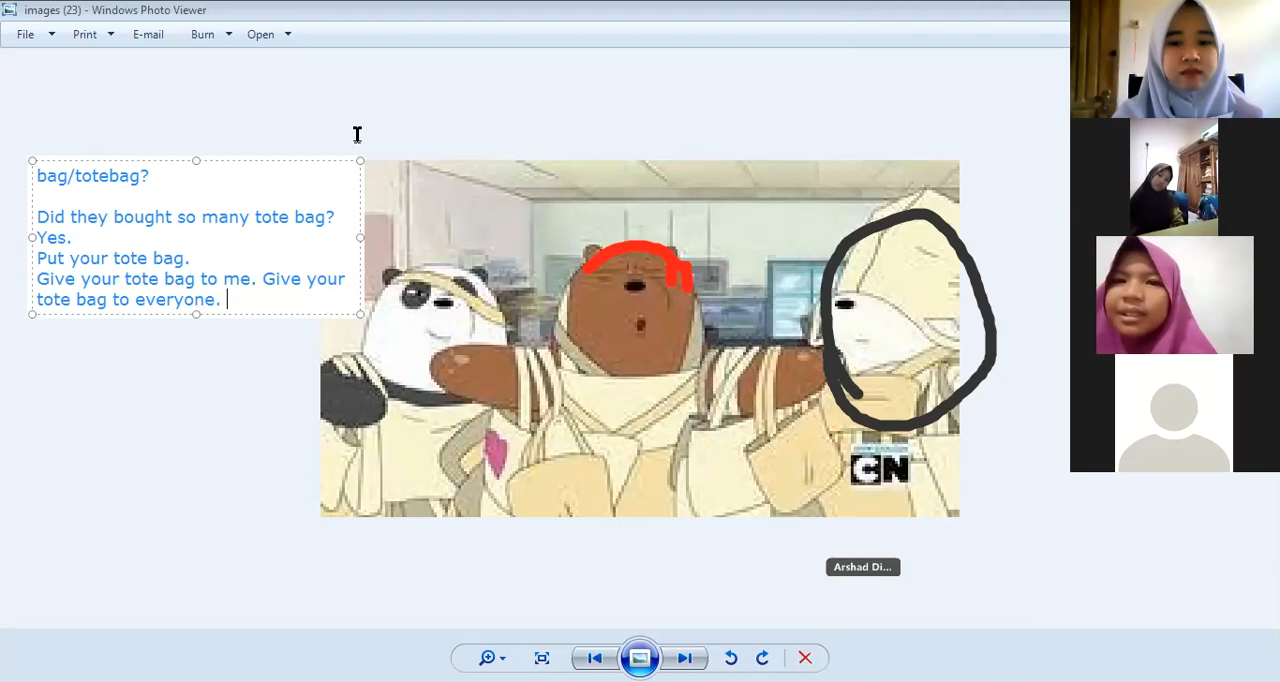 images (23) - Windows Photo Viewer
File Print E-mail Burn Open
bag/totebag?
Did they bought so many tote bag?
Yes.
Put your tote bag.
Give your tote bag to me. Give your
tote bag to everyone.
CN
Arshad Di...